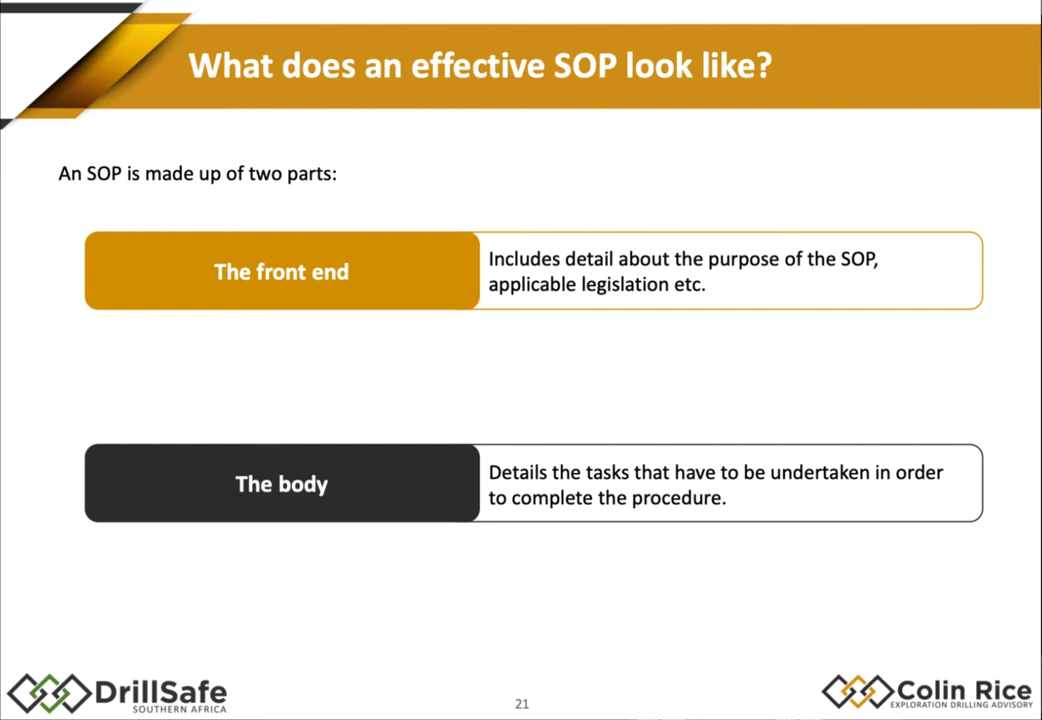 What does an effective SOP look like?
An SOP is made up of two parts:
The front end
Includes detail about the purpose of the SOP,
applicable legislation etc.
The body
Details the tasks that have to be undertaken in order
to complete the procedure.
DrillSafe
SOUTHERN AFRICA
21
Colin Rice
EXPLORATION DRILLING ADVISORY